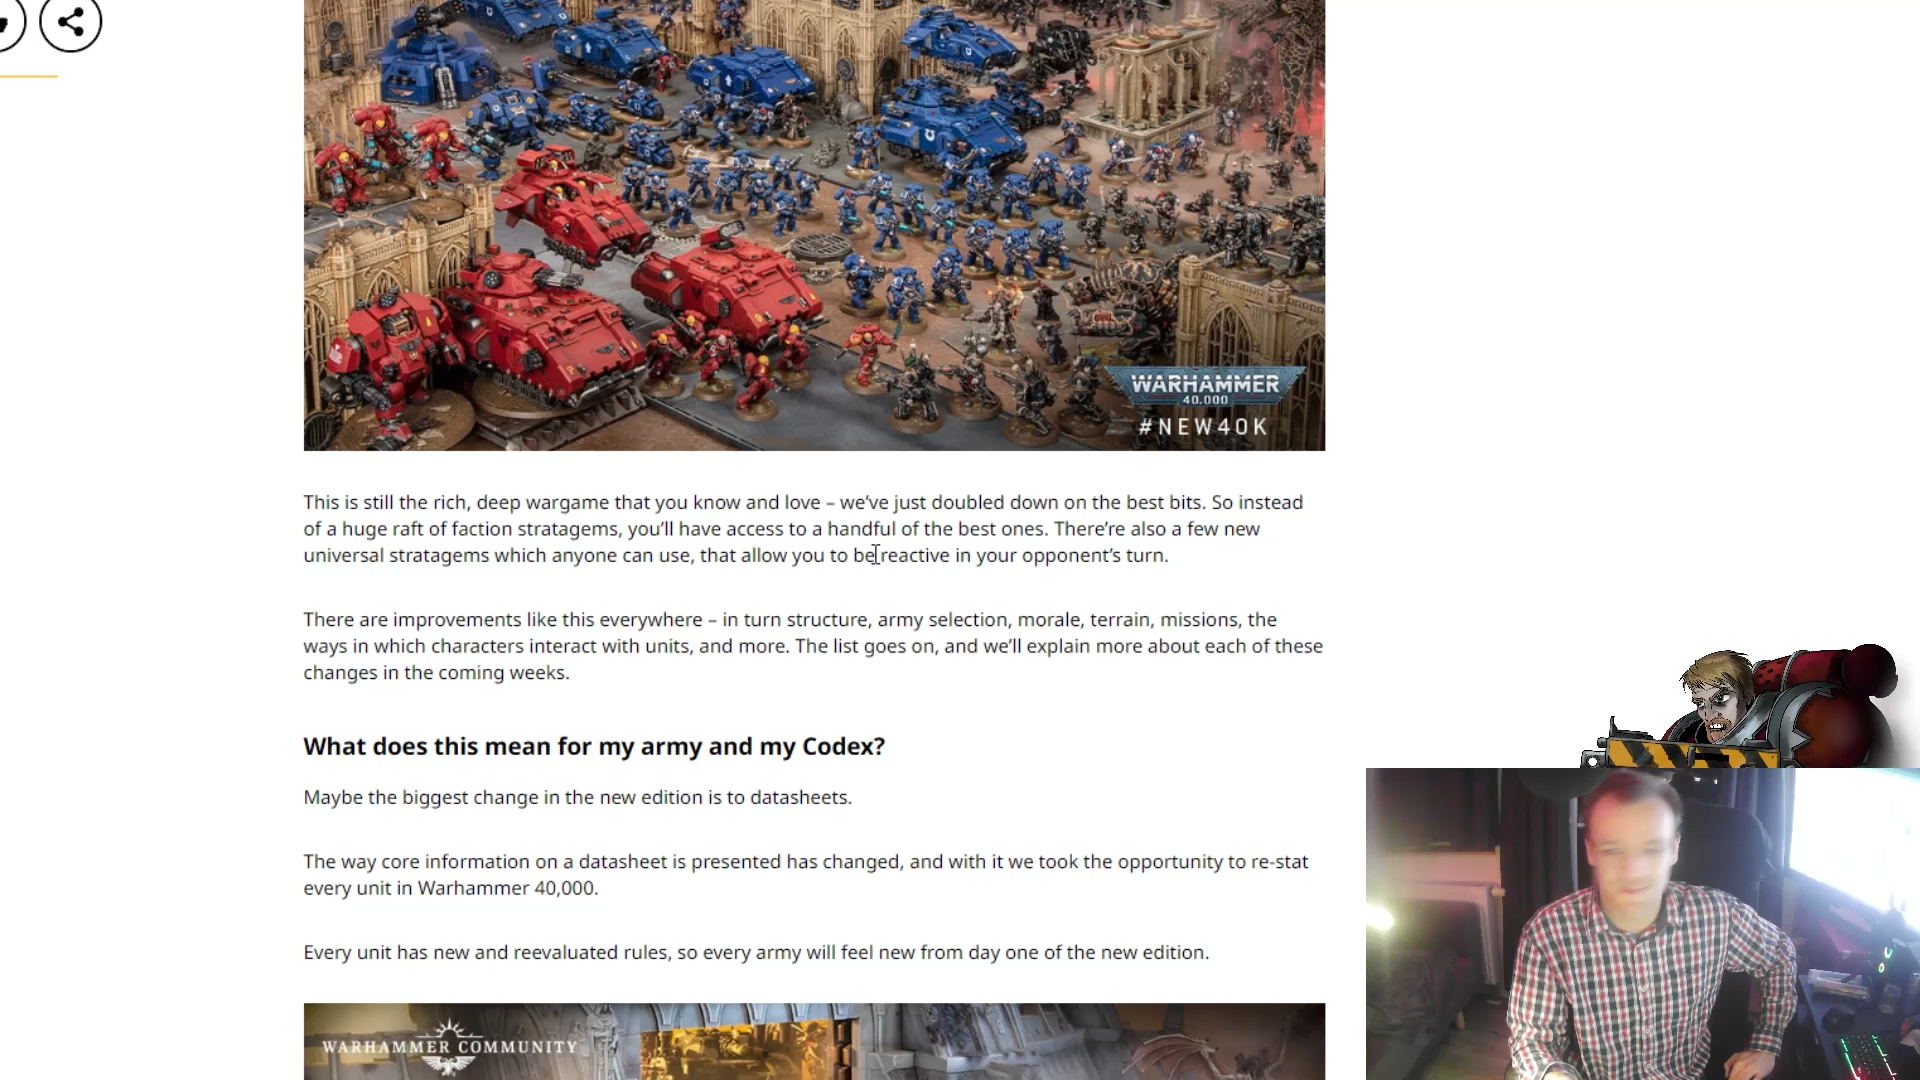 WARHAMMER
40,000
#NEW40K
This is still the rich, deep wargame that you know and love – we’ve just doubled down on the best bits. So instead
of a huge raft of faction stratagems, you’ll have access to a handful of the best ones. There’re also a few new
universal stratagems which anyone can use, that allow you to be reactive in your opponent’s turn.
There are improvements like this everywhere – in turn structure, army selection, morale, terrain, missions, the
ways in which characters interact with units, and more. The list goes on, and we’ll explain more about each of these
changes in the coming weeks.
What does this mean for my army and my Codex?
Maybe the biggest change in the new edition is to datasheets.
The way core information on a datasheet is presented has changed, and with it we took the opportunity to re-stat
every unit in Warhammer 40,000.
Every unit has new and reevaluated rules, so every army will feel new from day one of the new edition.
WARHAMMER COMMUNITY